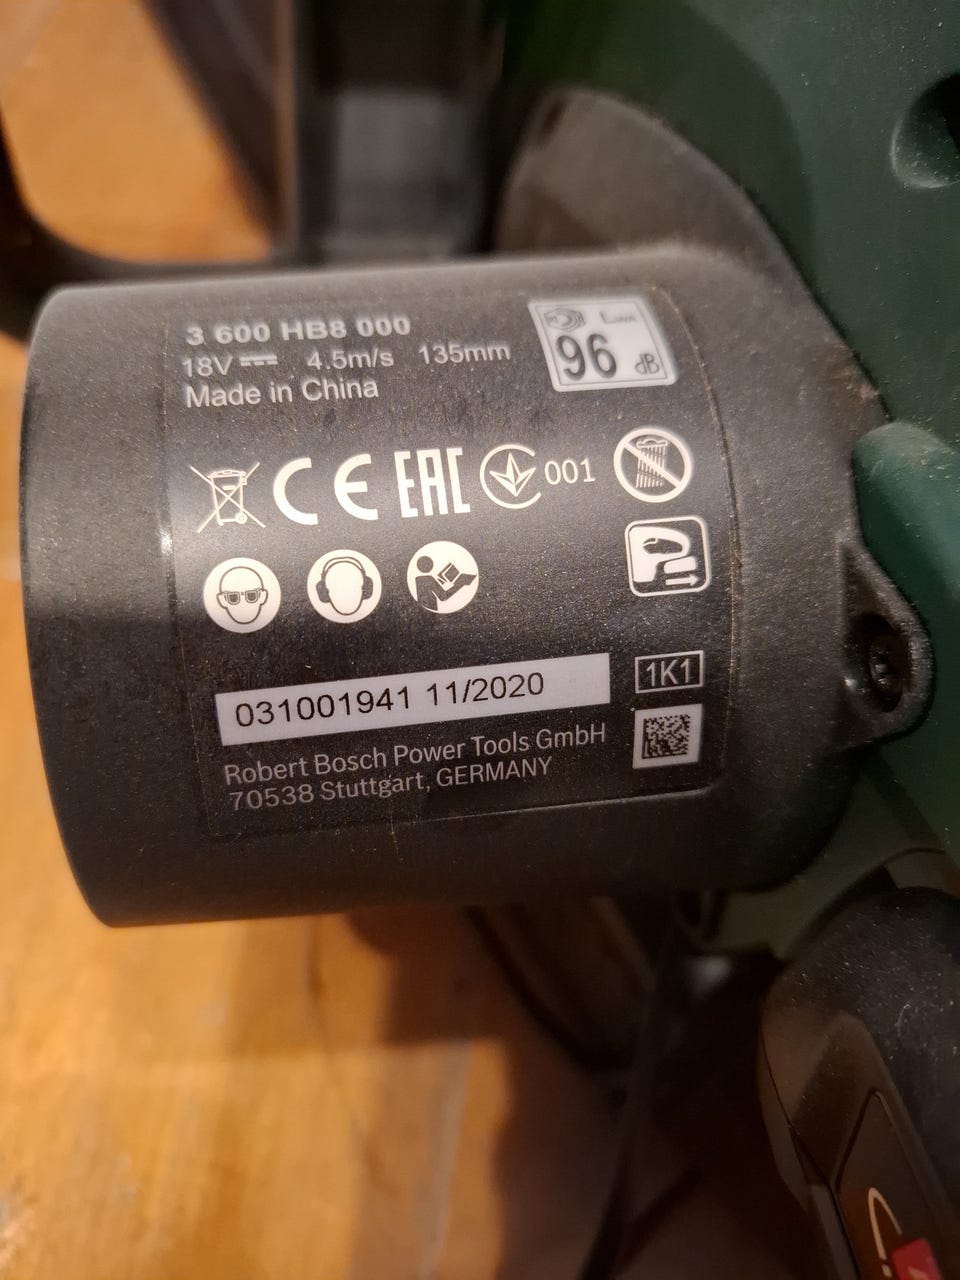 3 600 HB8 000
18V 4.5m/s 135mm
Made in China
LWA
96 dB
CE EAC 001
031001941 11/2020
1K1
Robert Bosch Power Tools GmbH
70538 Stuttgart, GERMANY